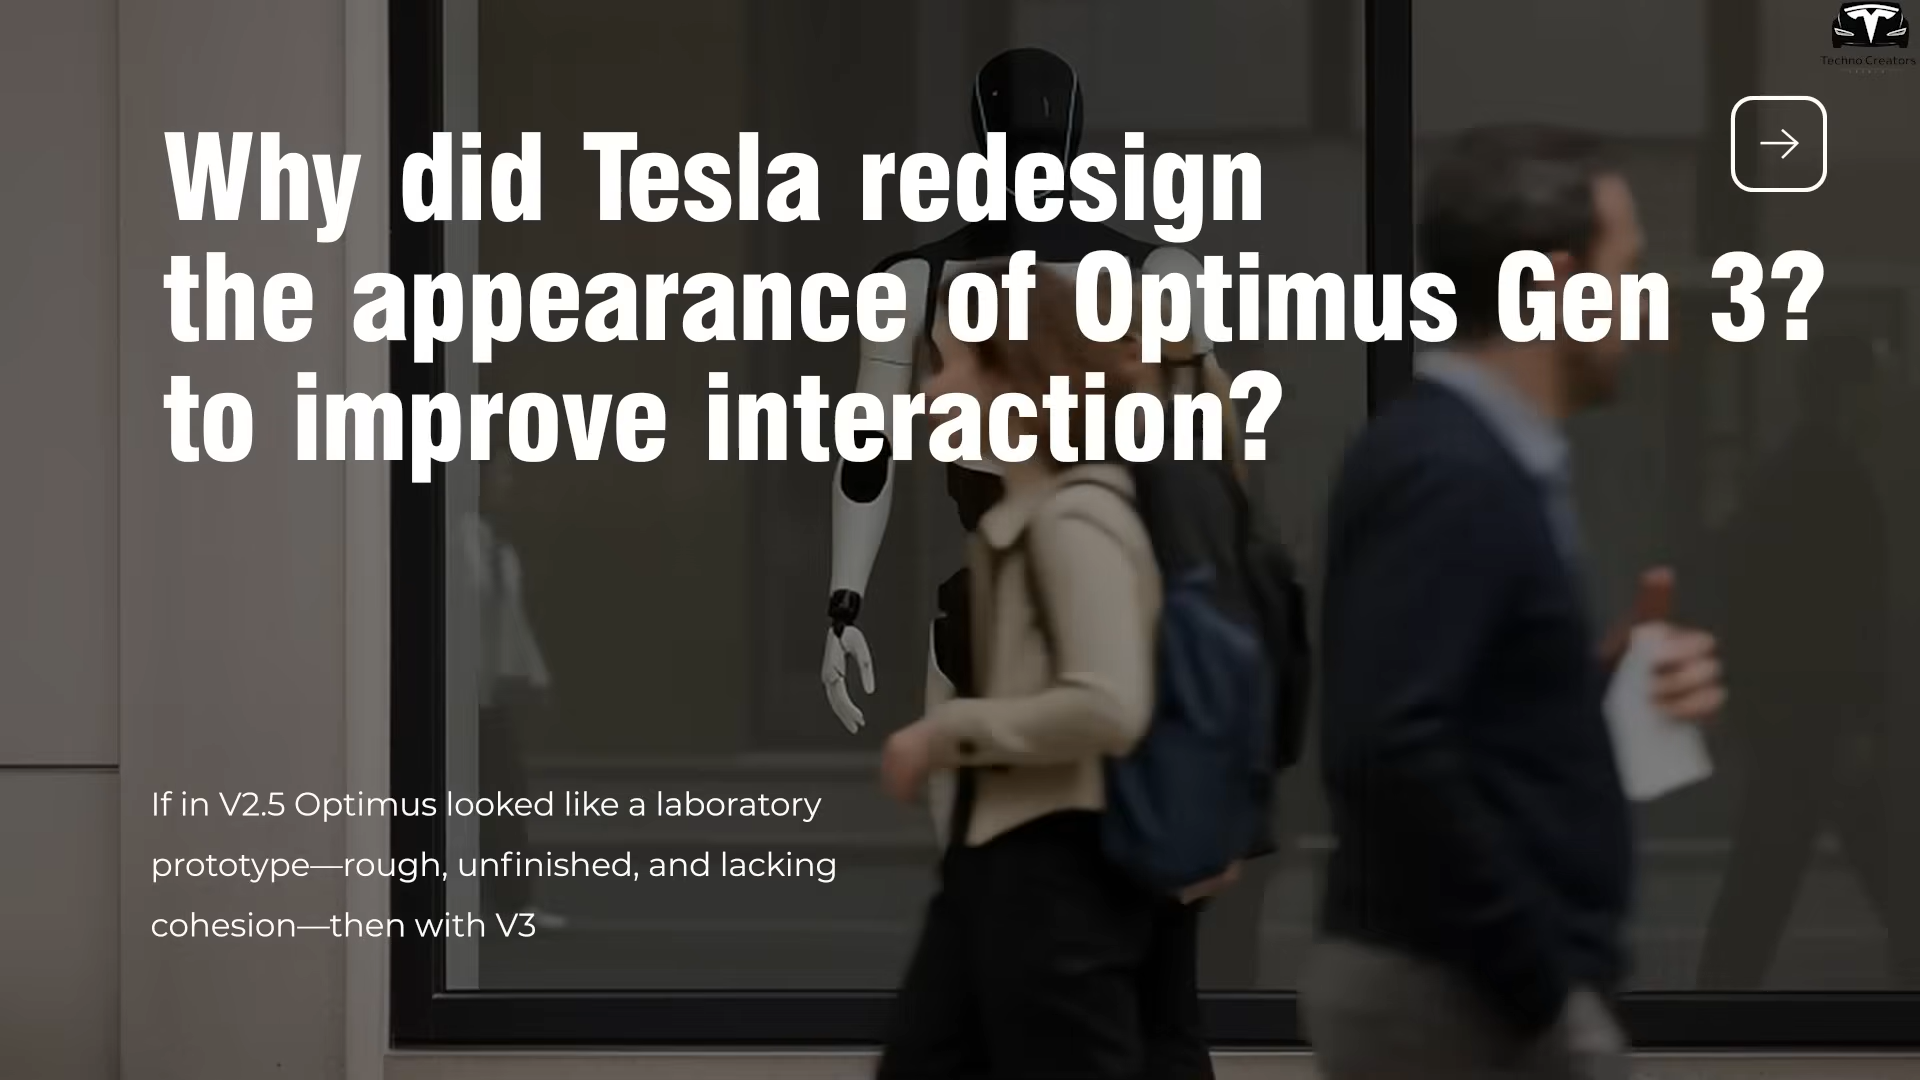 Techno Creators
Why did Tesla redesign
the appearance of Optimus Gen 3?
to improve interaction?
If in V2.5 Optimus looked like a laboratory
prototype—rough, unfinished, and lacking
cohesion—then with V3